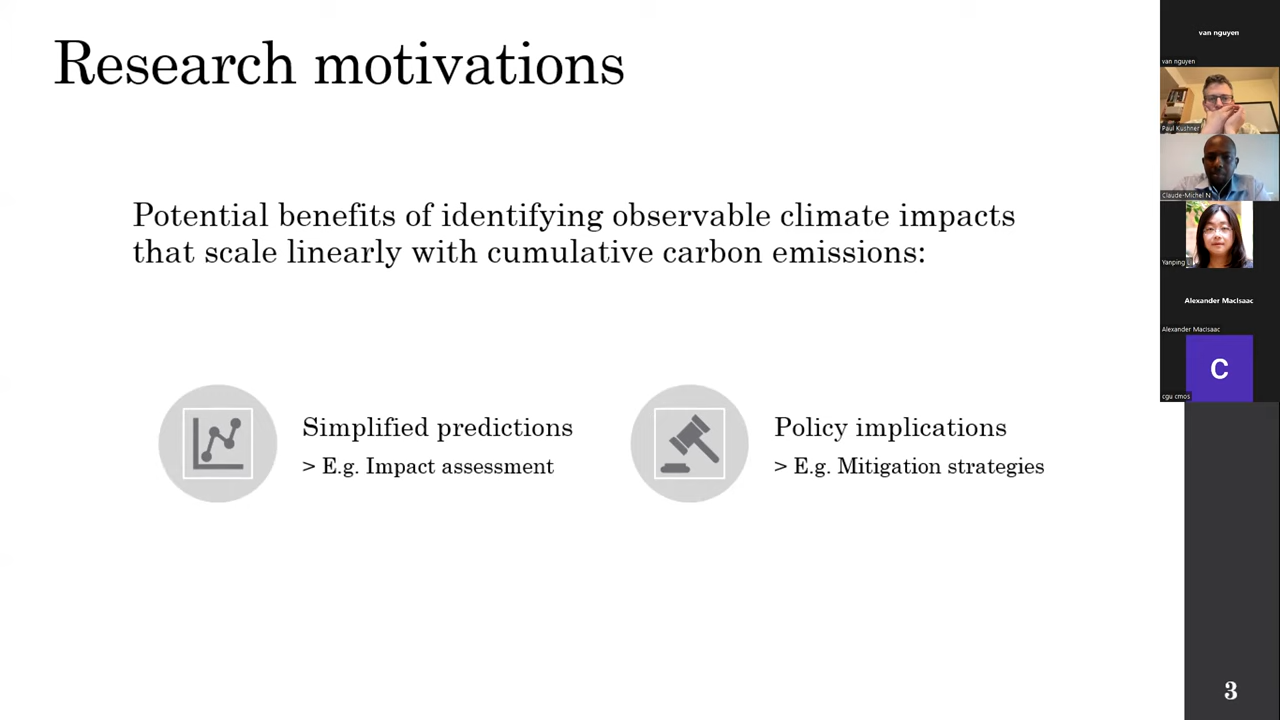 Research motivations
Potential benefits of identifying observable climate impacts
that scale linearly with cumulative carbon emissions:
Simplified predictions
> E.g. Impact assessment
Policy implications
> E.g. Mitigation strategies
3
van nguyen
van nguyen
Paul Kushner
Claude-Michel N
Yanping L
Alexander MacIsaac
Alexander MacIsaac
C
cgu cmos